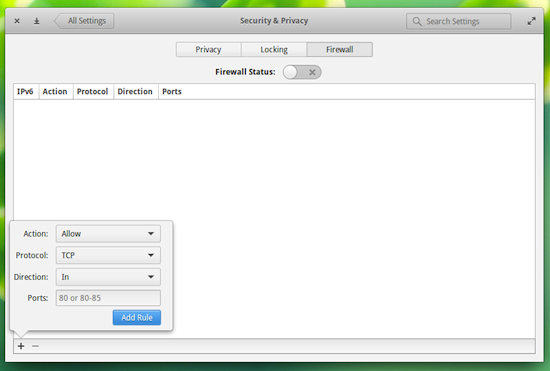 All Settings Security & Privacy Search Settings
Privacy Locking Firewall
Firewall Status:
IPv6 Action Protocol Direction Ports
Action: Allow
Protocol: TCP
Direction: In
Ports: 80 or 80-85
Add Rule